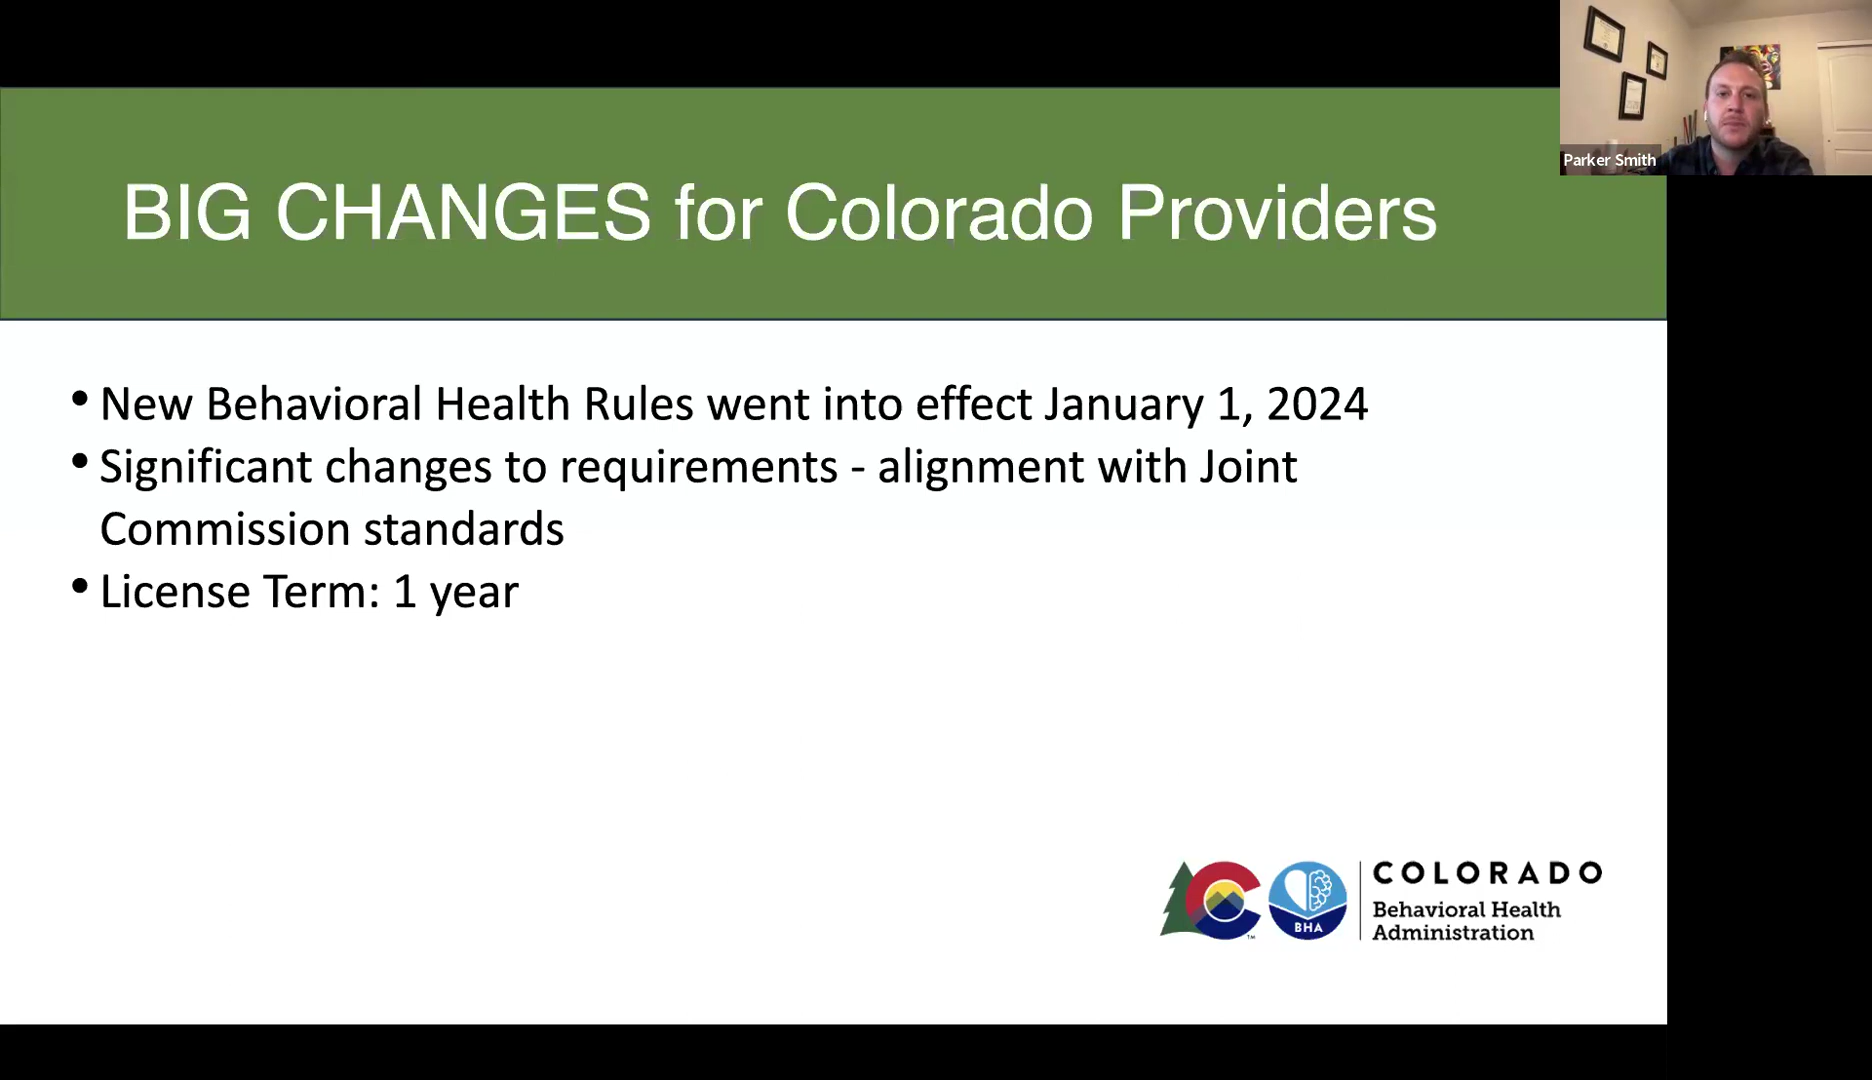 Parker Smith
BIG CHANGES for Colorado Providers
• New Behavioral Health Rules went into effect January 1, 2024
• Significant changes to requirements - alignment with Joint
Commission standards
• License Term: 1 year
BHA
TM
COLORADO
Behavioral Health
Administration